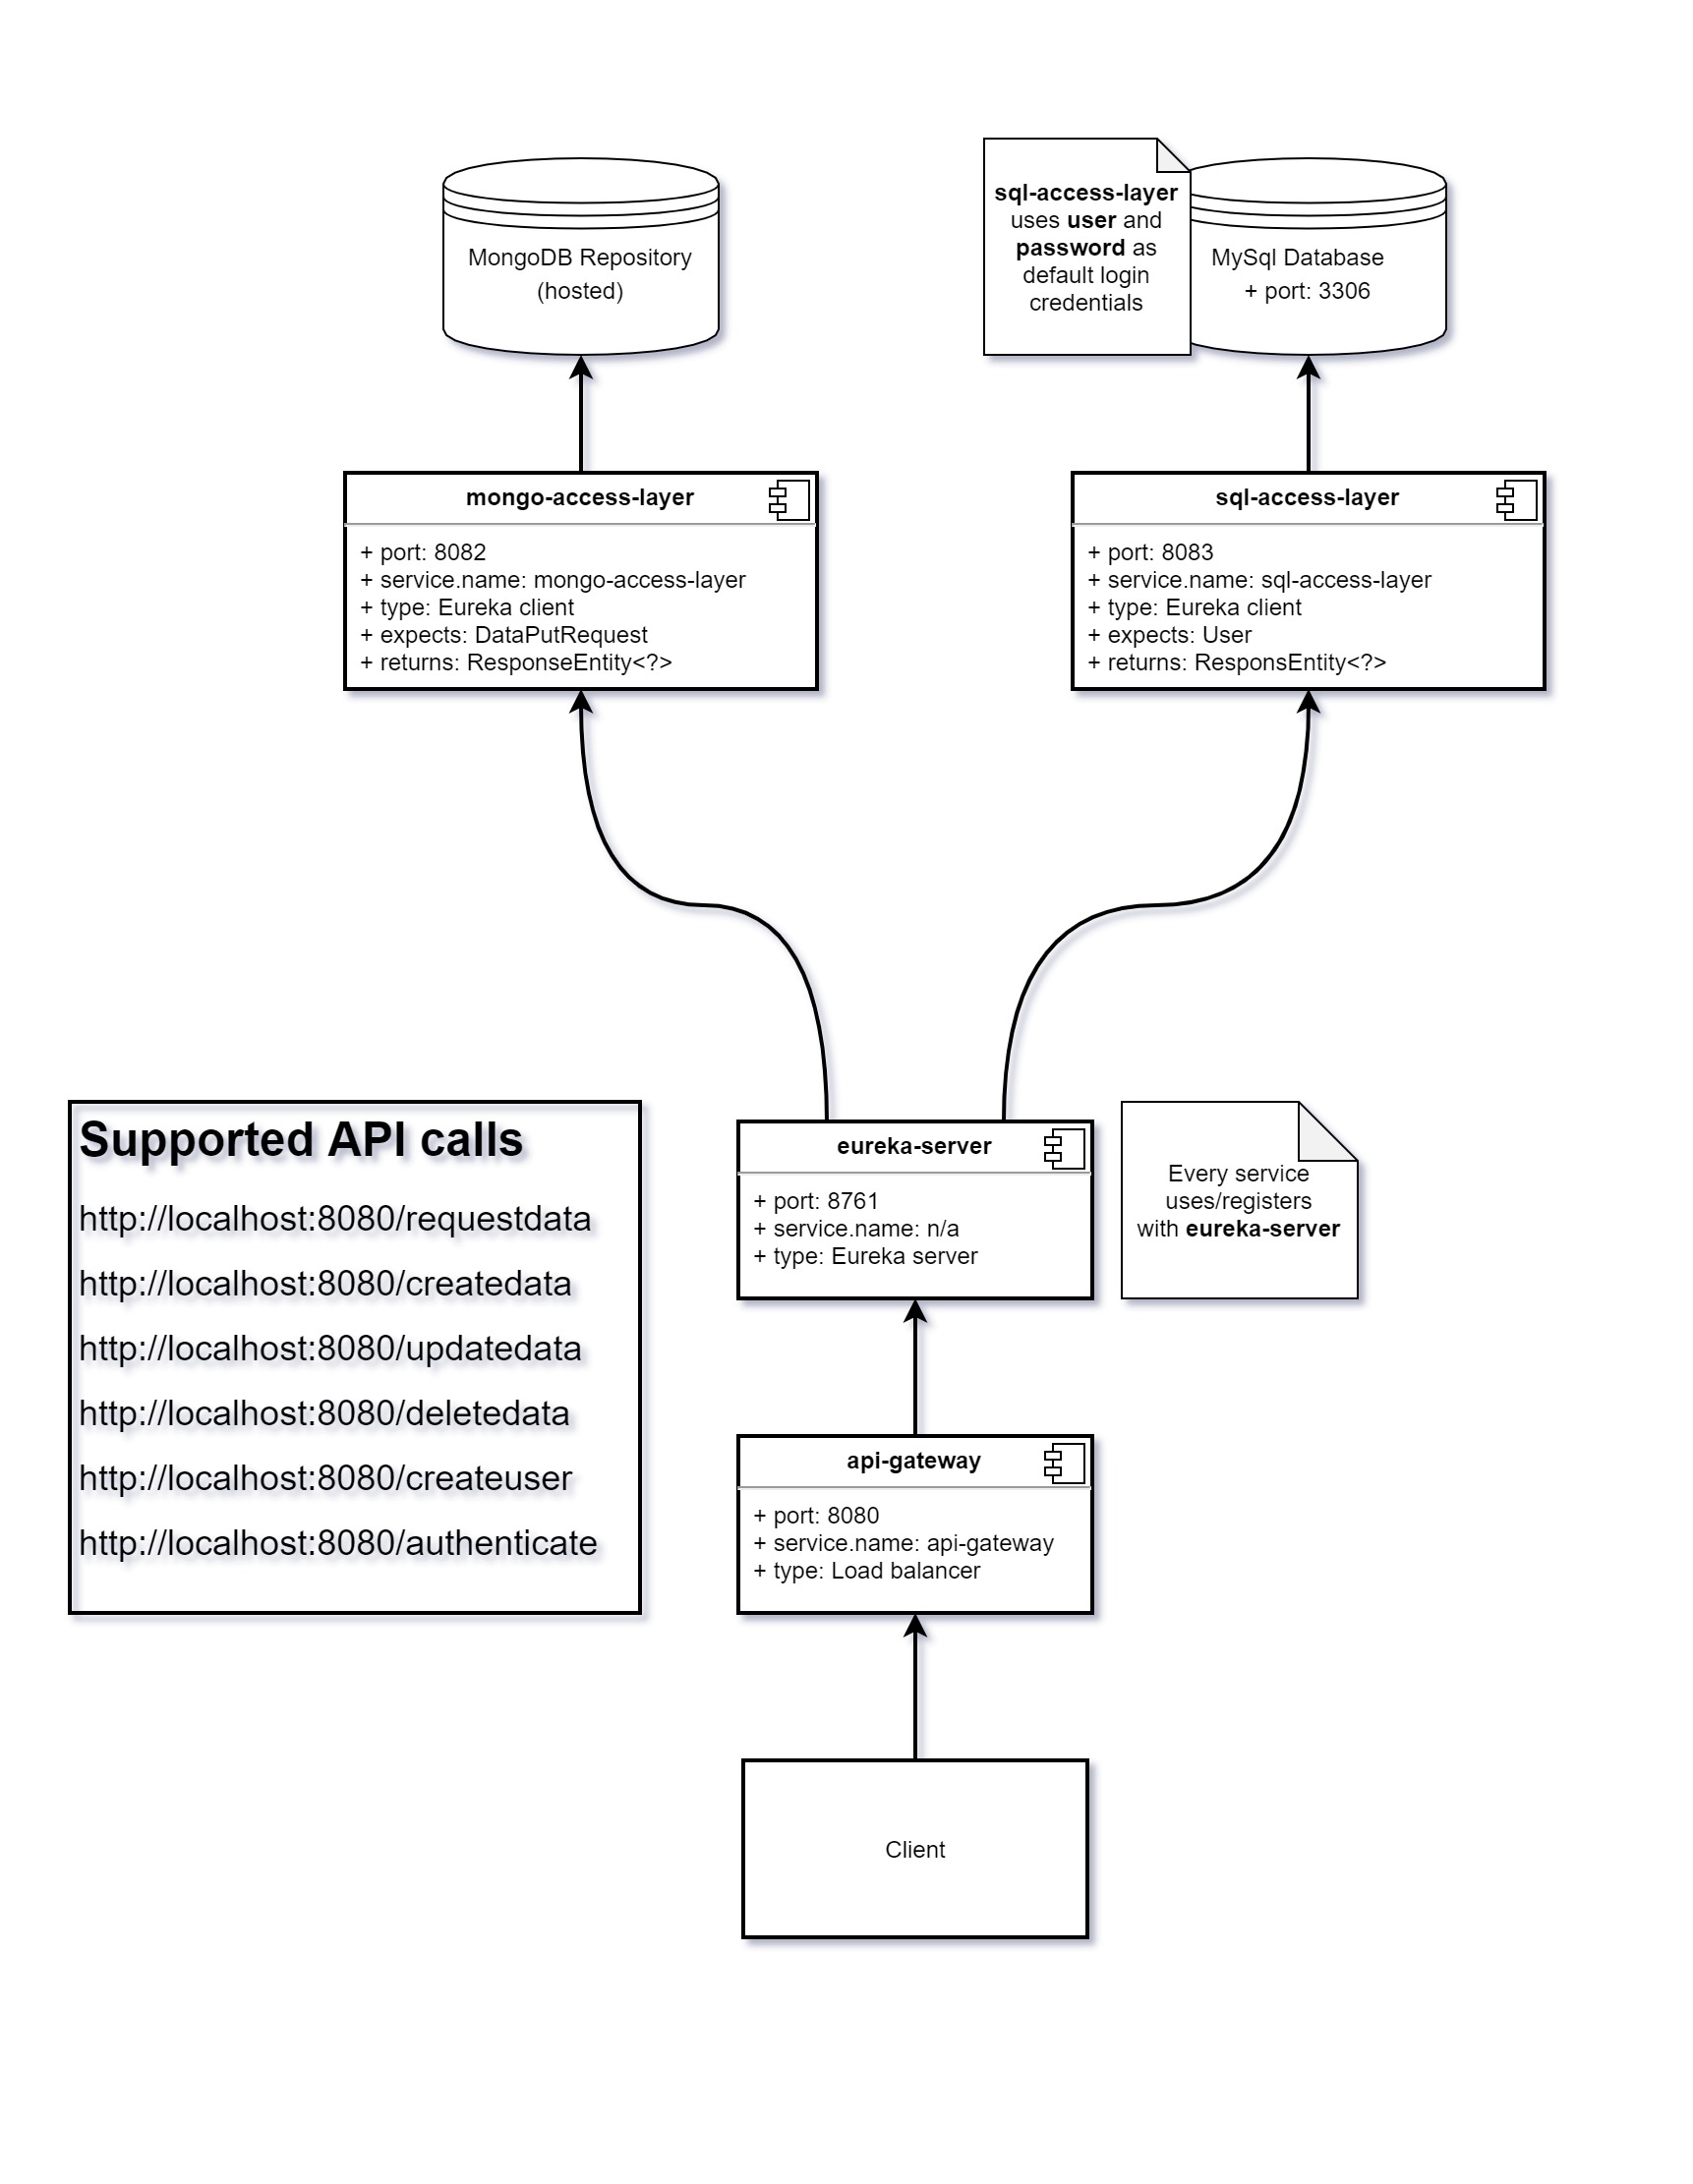 MongoDB Repository
(hosted)
sql-access-layer
uses user and
password as
default login
credentials
MySql Database
+ port: 3306
mongo-access-layer
+ port: 8082
+ service.name: mongo-access-layer
+ type: Eureka client
+ expects: DataPutRequest
+ returns: ResponseEntity<?>
sql-access-layer
+ port: 8083
+ service.name: sql-access-layer
+ type: Eureka client
+ expects: User
+ returns: ResponsEntity<?>
Supported API calls
http://localhost:8080/requestdata
http://localhost:8080/createdata
http://localhost:8080/updatedata
http://localhost:8080/deletedata
http://localhost:8080/createuser
http://localhost:8080/authenticate
eureka-server
+ port: 8761
+ service.name: n/a
+ type: Eureka server
Every service
uses/registers
with eureka-server
api-gateway
+ port: 8080
+ service.name: api-gateway
+ type: Load balancer
Client